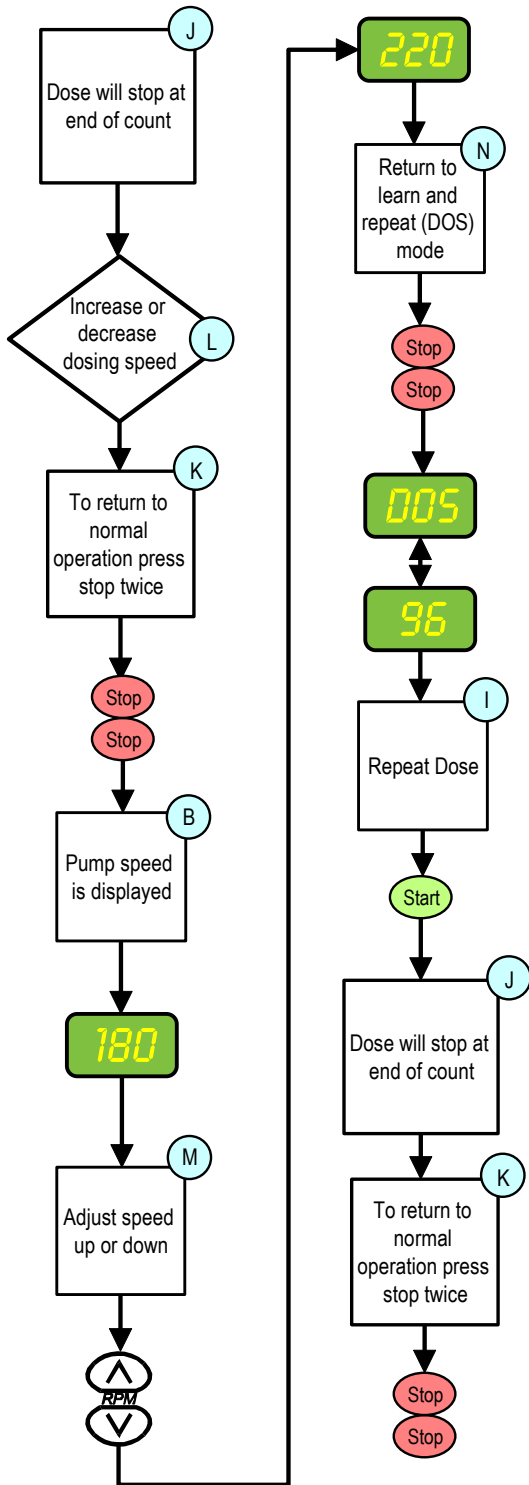 J
Dose will stop at
end of count
Increase or
decrease
dosing speed
L
K
To return to
normal
operation press
stop twice
Stop
Stop
B
Pump speed
is displayed
180
M
Adjust speed
up or down
RPM
220
N
Return to
learn and
repeat (DOS)
mode
Stop
Stop
DOS
96
I
Repeat Dose
Start
J
Dose will stop at
end of count
K
To return to
normal
operation press
stop twice
Stop
Stop